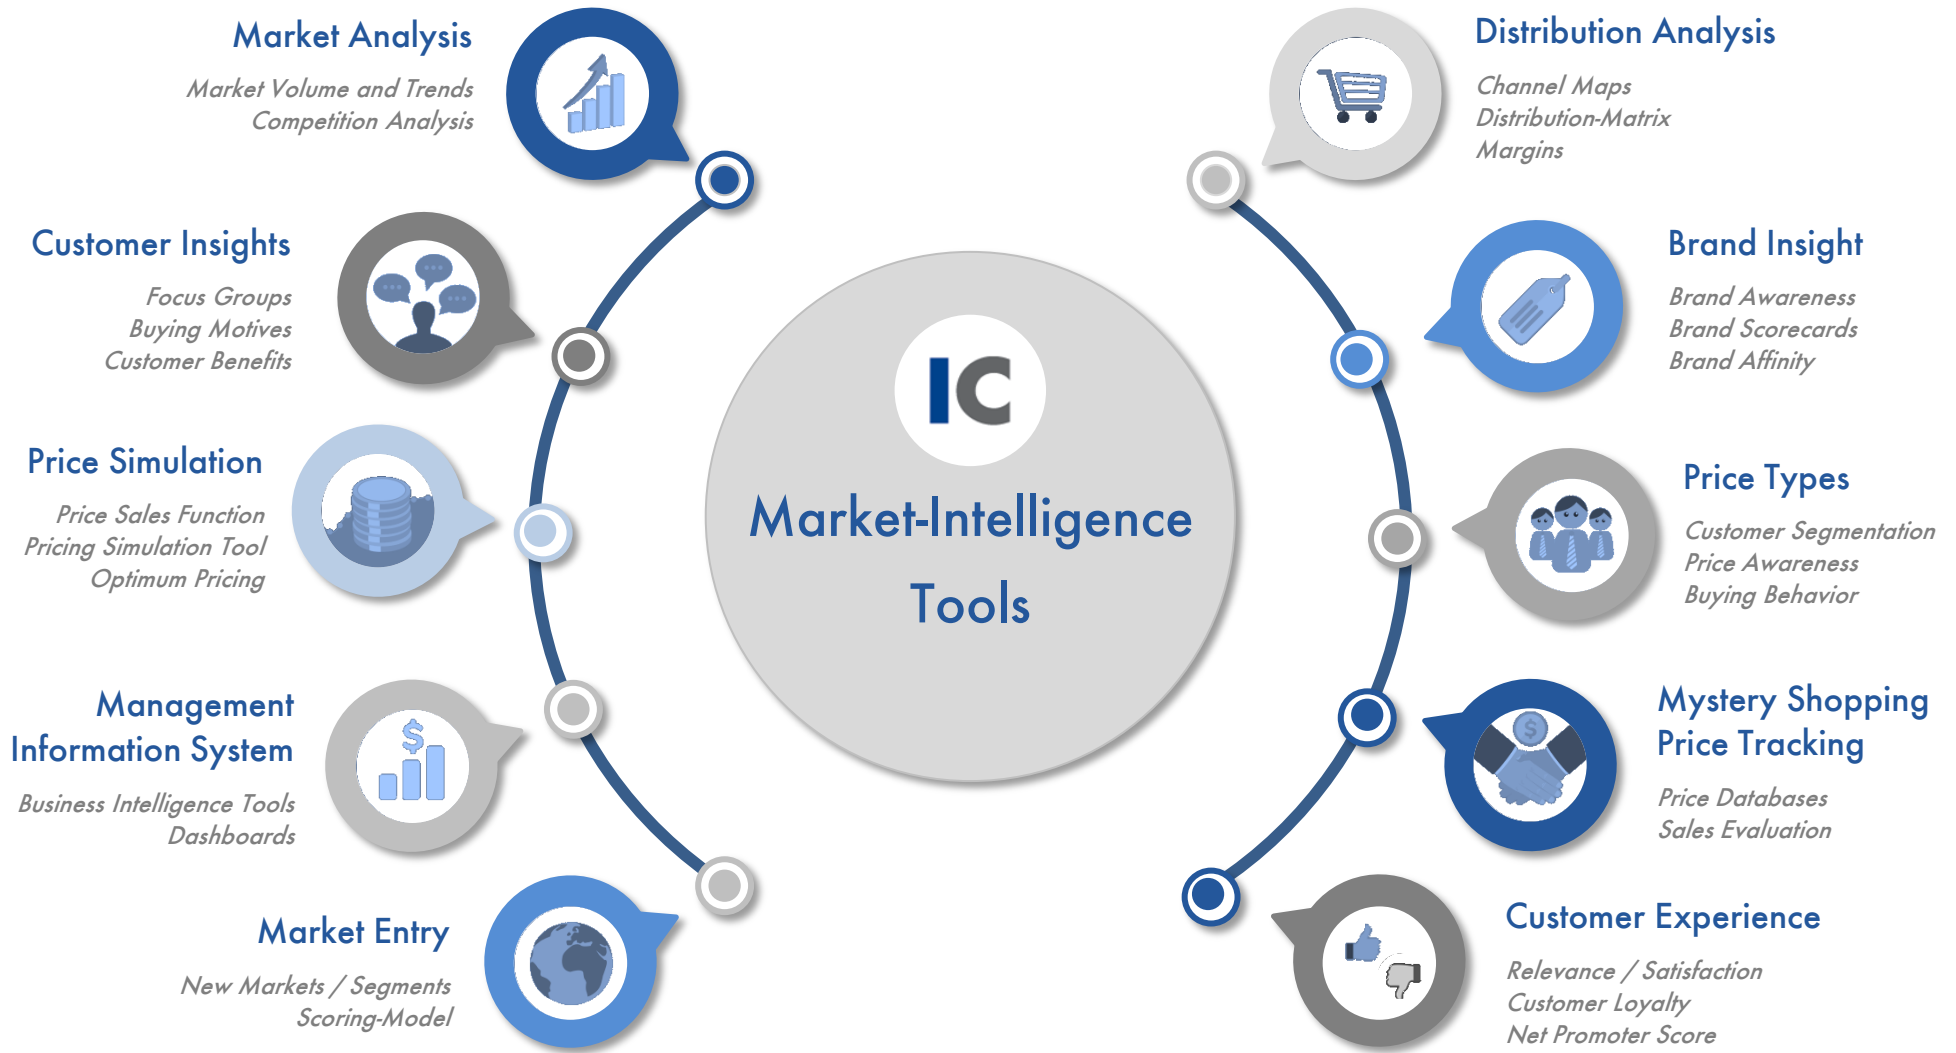 Market Analysis
Market Volume and Trends
Competition Analysis
Customer Insights
Focus Groups
Buying Motives
Customer Benefits
Price Simulation
Price Sales Function
Pricing Simulation Tool
Optimum Pricing
Management
Information System
$
Business Intelligence Tools
Dashboards
Market Entry
New Markets / Segments
Scoring-Model
IC
Market-Intelligence
Tools
Distribution Analysis
Channel Maps
Distribution-Matrix
Margins
Brand Insight
Brand Awareness
Brand Scorecards
Brand Affinity
Price Types
Customer Segmentation
Price Awareness
Buying Behavior
Mystery Shopping
Price Tracking
$
Price Databases
Sales Evaluation
Customer Experience
Relevance / Satisfaction
Customer Loyalty
Net Promoter Score